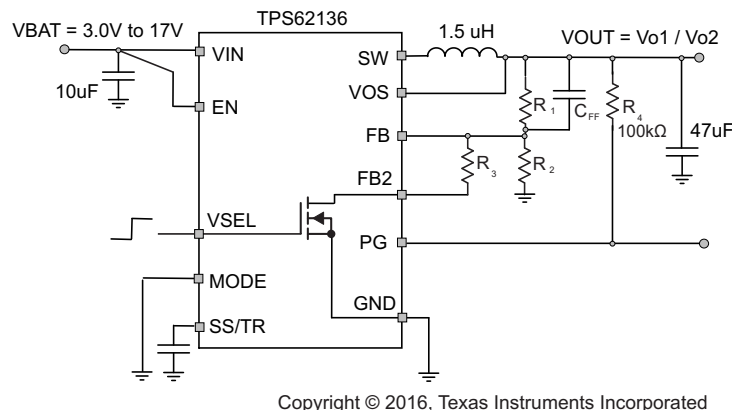 TPS62136
VBAT = 3.0V to 17V
1.5 uH
VOUT = Vo1 / Vo2
VIN
SW
10uF
EN
VOS
R1
CFF
R4
100kΩ
47uF
FB
R3
R2
FB2
VSEL
PG
MODE
GND
SS/TR
Copyright © 2016, Texas Instruments Incorporated